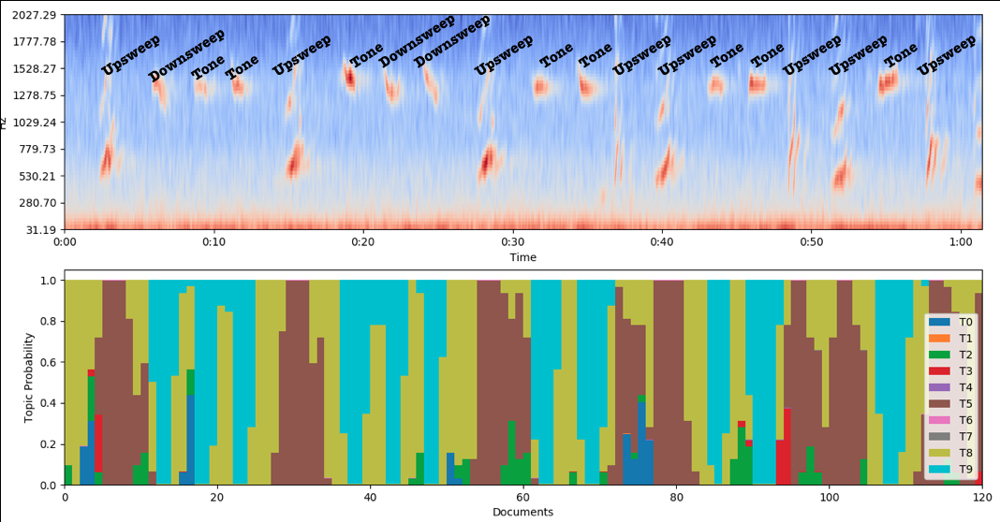 2027.29
1777.78
1528.27
1278.75
1029.24
779.73
530.21
280.70
31.19
Hz
Upsweep
Downsweep
Tone
Tone
Upsweep
Tone
Downsweep
Downsweep
Upsweep
Tone
Tone
Upsweep
Upsweep
Tone
Tone
Upsweep
Upsweep
Tone
Upsweep
0:00
0:10
0:20
0:30
0:40
0:50
1:00
Time
1.0
0.8
0.6
0.4
0.2
0.0
Topic Probability
T0
T1
T2
T3
T4
T5
T6
T7
T8
T9
0
20
40
60
80
100
120
Documents